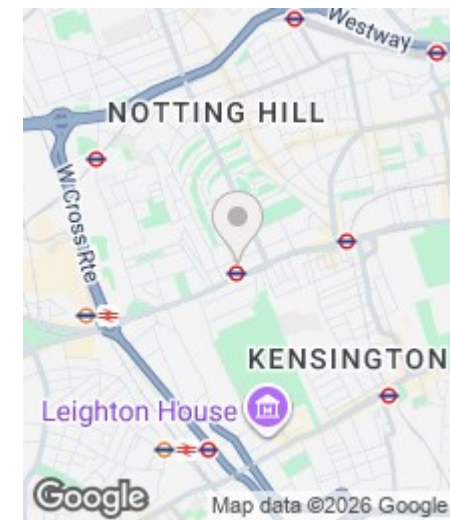 Westway
NOTTING HILL
W Cross Rte
KENSINGTON
Leighton House
Google
Map data ©2026 Google